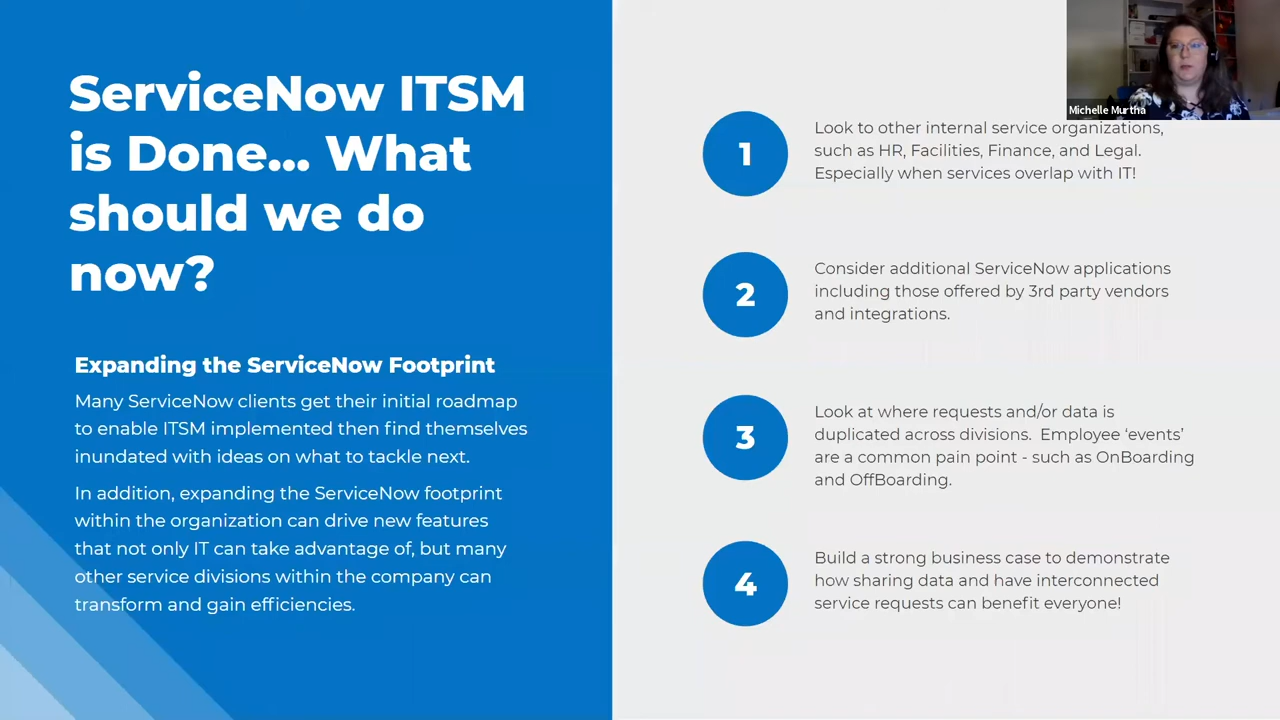 ServiceNow ITSM
is Done... What
should we do
now?
Expanding the ServiceNow Footprint
Many ServiceNow clients get their initial roadmap
to enable ITSM implemented then find themselves
inundated with ideas on what to tackle next.
In addition, expanding the ServiceNow footprint
within the organization can drive new features
that not only IT can take advantage of, but many
other service divisions within the company can
transform and gain efficiencies.
Michelle Murtha
1
Look to other internal service organizations,
such as HR, Facilities, Finance, and Legal.
Especially when services overlap with IT!
2
Consider additional ServiceNow applications
including those offered by 3rd party vendors
and integrations.
3
Look at where requests and/or data is
duplicated across divisions.  Employee ‘events’
are a common pain point - such as OnBoarding
and OffBoarding.
4
Build a strong business case to demonstrate
how sharing data and have interconnected
service requests can benefit everyone!